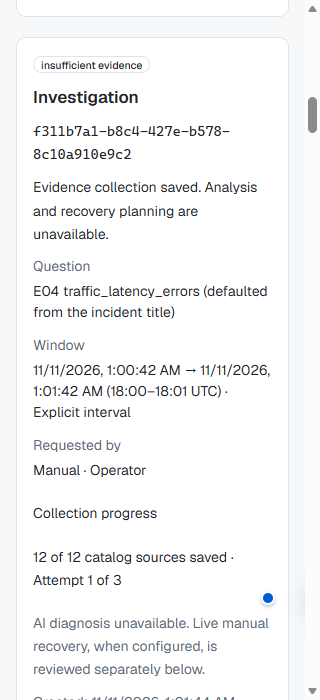 insufficient evidence
Investigation
f311b7a1-b8c4-427e-b578-
8c10a910e9c2
Evidence collection saved. Analysis
and recovery planning are
unavailable.
Question
E04 traffic_latency_errors (defaulted
from the incident title)
Window
11/11/2026, 1:00:42 AM → 11/11/2026,
1:01:42 AM (18:00–18:01 UTC) ·
Explicit interval
Requested by
Manual · Operator
Collection progress
12 of 12 catalog sources saved ·
Attempt 1 of 3
AI diagnosis unavailable. Live manual
recovery, when configured, is
reviewed separately below.